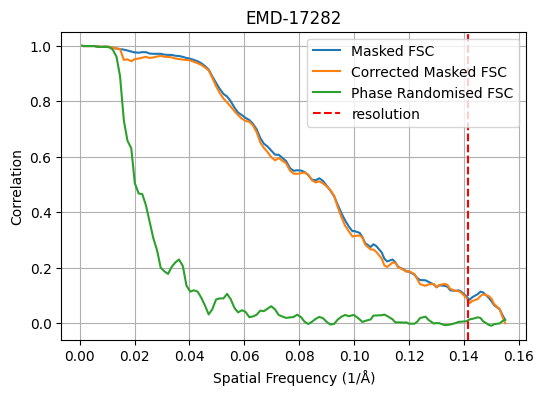 EMD-17282
1.0
0.8
0.6
0.4
0.2
0.0
Correlation
Masked FSC
Corrected Masked FSC
Phase Randomised FSC
resolution
0.00 0.02 0.04 0.06 0.08 0.10 0.12 0.14 0.16
Spatial Frequency (1/Å)